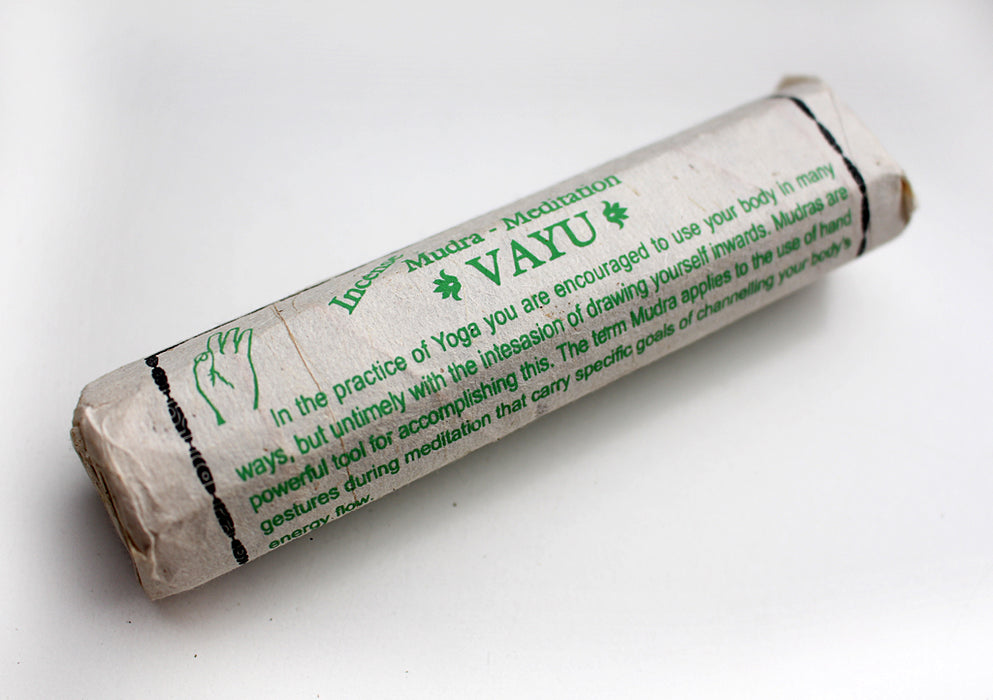 Incense Mudra - Meditation
VAYU
In the practice of Yoga you are encouraged to use your body in many
ways, but untimely with the intesasion of drawing yourself inwards. Mudras are
powerful tool for accomplishing this. The term Mudra applies to the use of hand
gestures during meditation that carry specific goals of channelling your body's
energy flow.